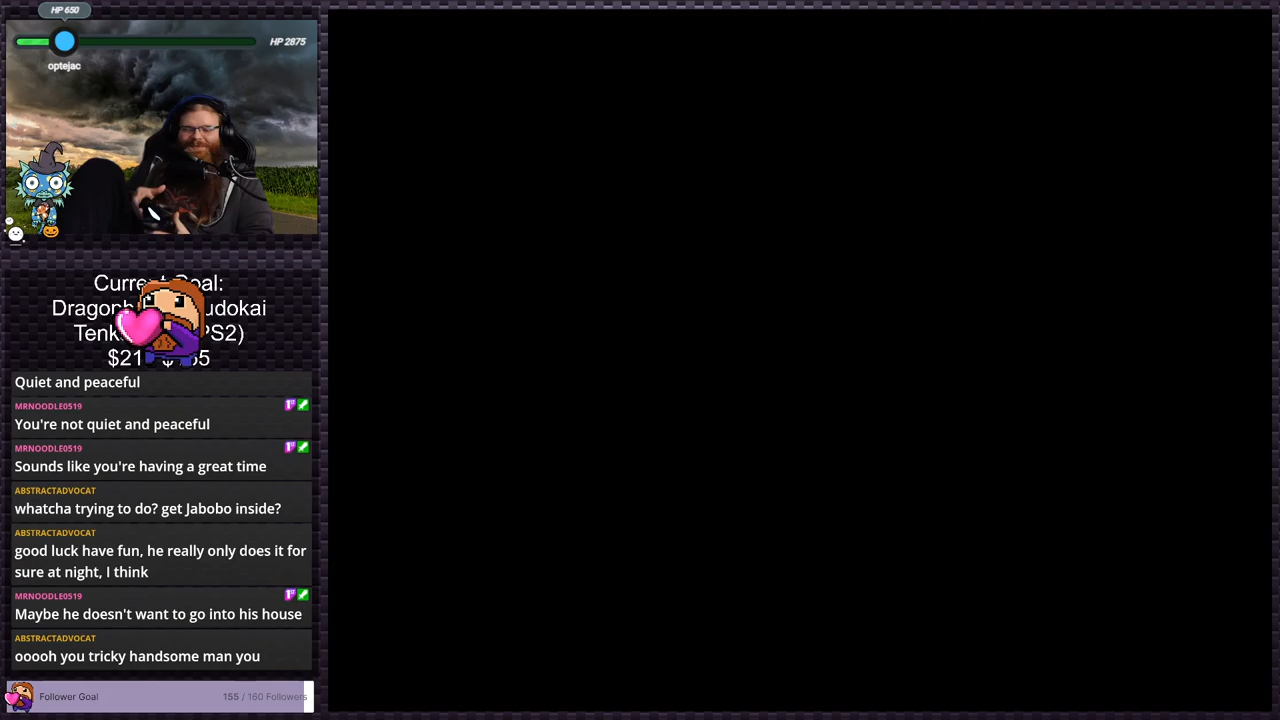 HP 650
HP 2875
optejac
Current Goal:
udokai
PS2)
$21
Quiet and peaceful
MRNOODLE0519
You're not quiet and peaceful
MRNOODLE0519
Sounds like you're having a great time
ABSTRACTADVOCAT
whatcha trying to do? get Jabobo inside?
ABSTRACTADVOCAT
good luck have fun, he really only does it for
sure at night, I think
MRNOODLE0519
Maybe he doesn't want to go into his house
ABSTRACTADVOCAT
ooooh you tricky handsome man you
Follower Goal
155 / 160 Followers